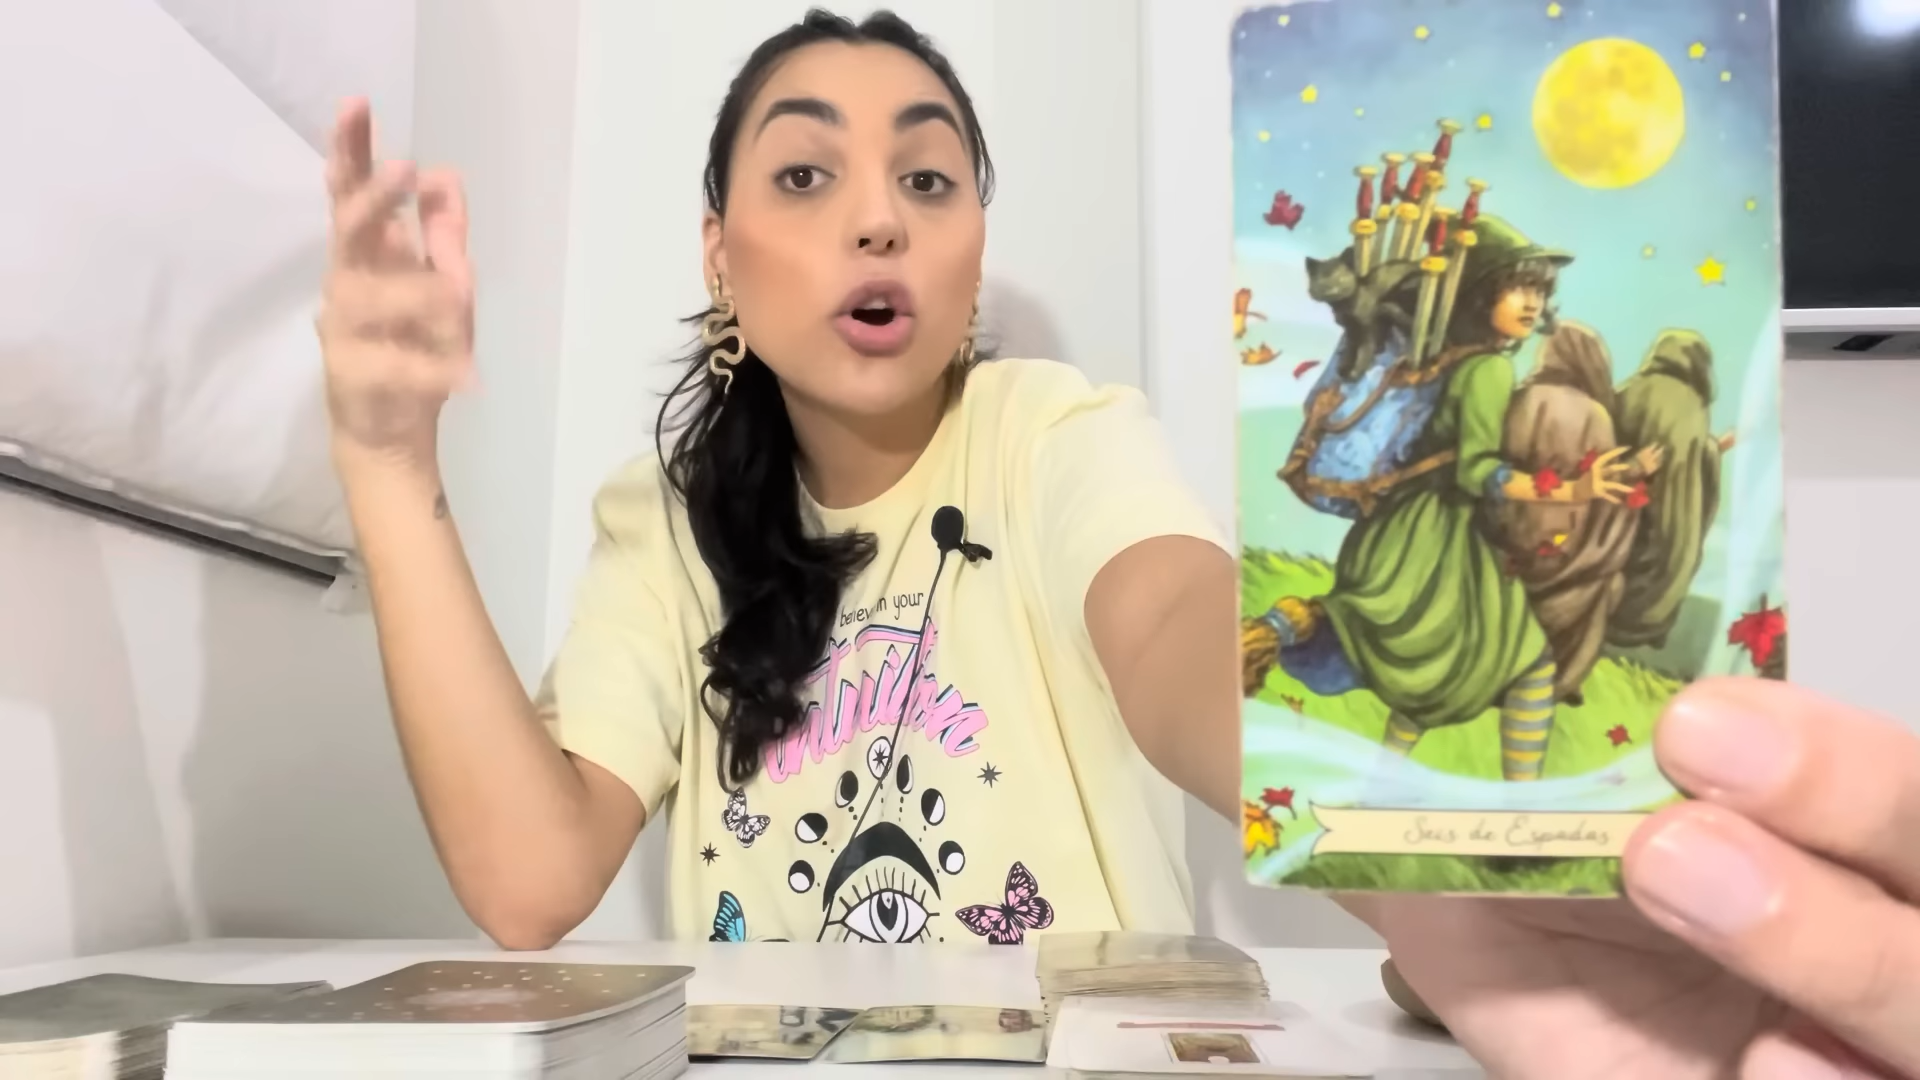 believe in your
intuition
Seis de Espadas